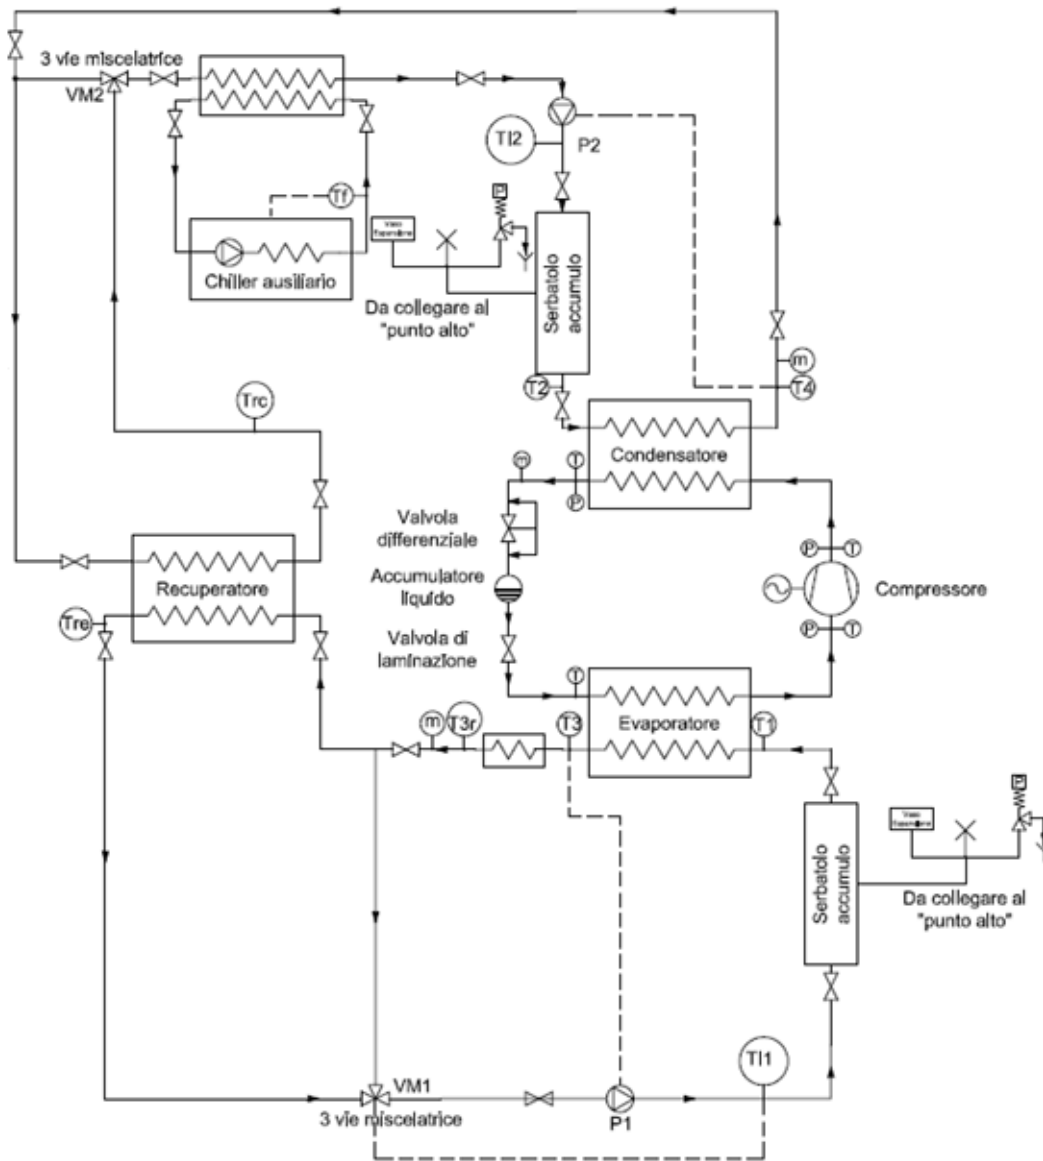 3 vie miscelatrice
VM2
TI2
P2
Tf
Chiller ausiliario
Da collegare al
"punto alto"
Serbatoio
accumulo
m
T2
T4
Trc
Condensatore
m
T
P
Valvola
differenziale
P
T
Recuperatore
Accumulatore
liquido
Compressore
Tre
Valvola di
laminazione
P
T
T
m
T3r
T3
Evaporatore
T1
Serbatoio
accumulo
Da collegare al
"punto alto"
TI1
VM1
3 vie miscelatrice
P1